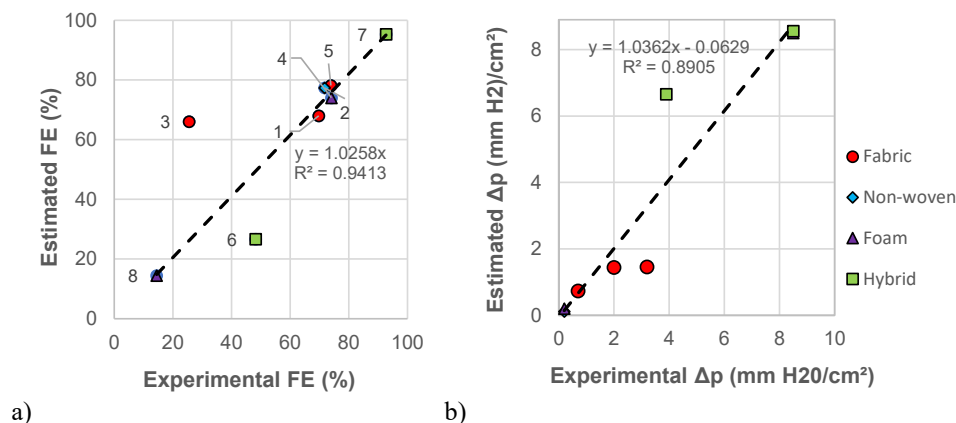 100
80
60
40
20
0
0
20
40
60
80
100
Estimated FE (%)
Experimental FE (%)
7
4
5
3
1
2
6
8
y = 1.0258x
R² = 0.9413
a)
8
6
4
2
0
0
2
4
6
8
10
Estimated Δp (mm H2)/cm²)
Experimental Δp (mm H20/cm²)
y = 1.0362x - 0.0629
R² = 0.8905
Fabric
Non-woven
Foam
Hybrid
b)